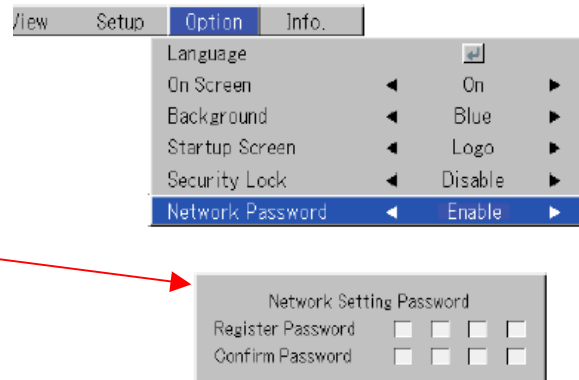 View Setup Option Info.
Language
On Screen On
Background Blue
Startup Screen Logo
Security Lock Disable
Network Password Enable
Network Setting Password
Register Password
Confirm Password